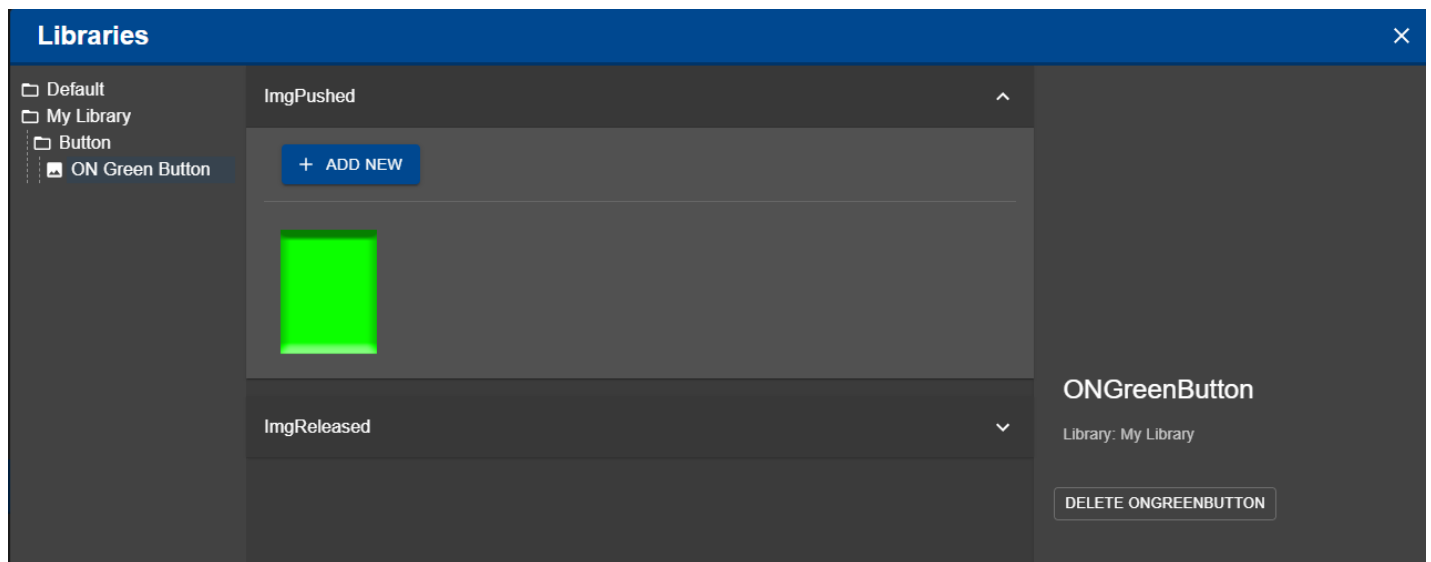 Libraries
Default
My Library
Button
ON Green Button
ImgPushed
+ ADD NEW
ImgReleased
ONGreenButton
Library: My Library
DELETE ONGREENBUTTON